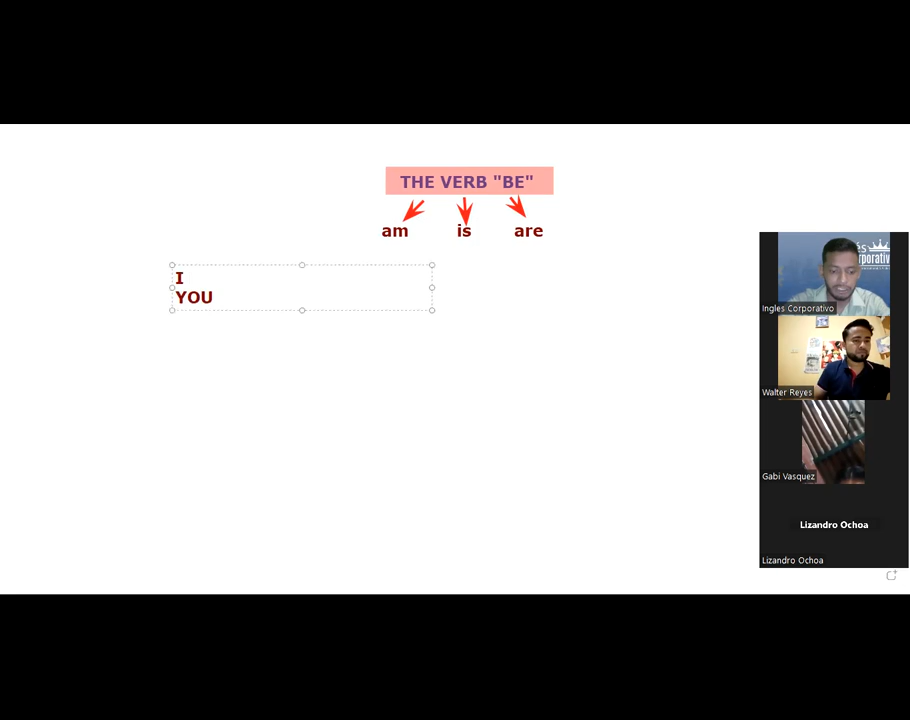 THE VERB "BE"
am is are
I
YOU
Ingles Corporativo
Walter Reyes
Gabi Vasquez
Lizandro Ochoa
Lizandro Ochoa